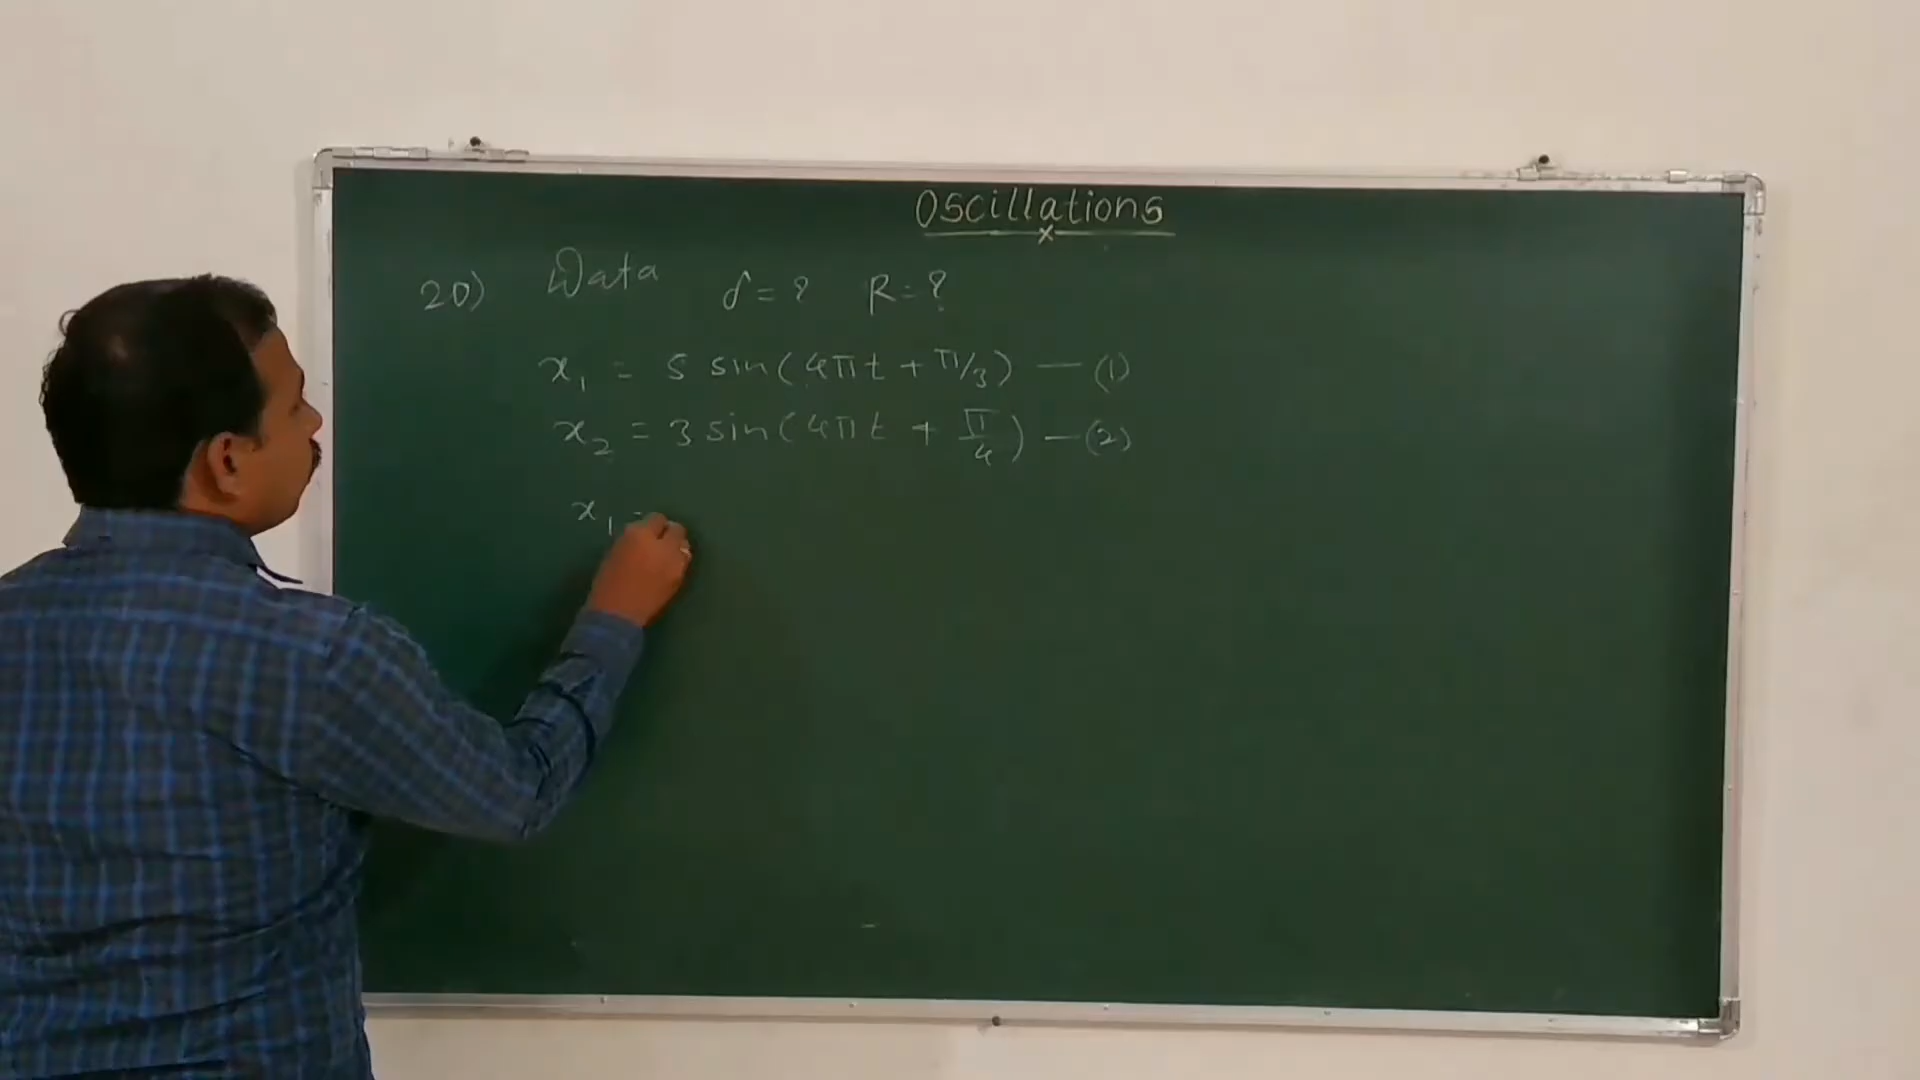 Oscillations
20) Data δ = ? R = ?
x₁ = 5 sin(4πt + π/3) — (1)
x₂ = 3 sin(4πt + π/4) — (2)
x₁ =